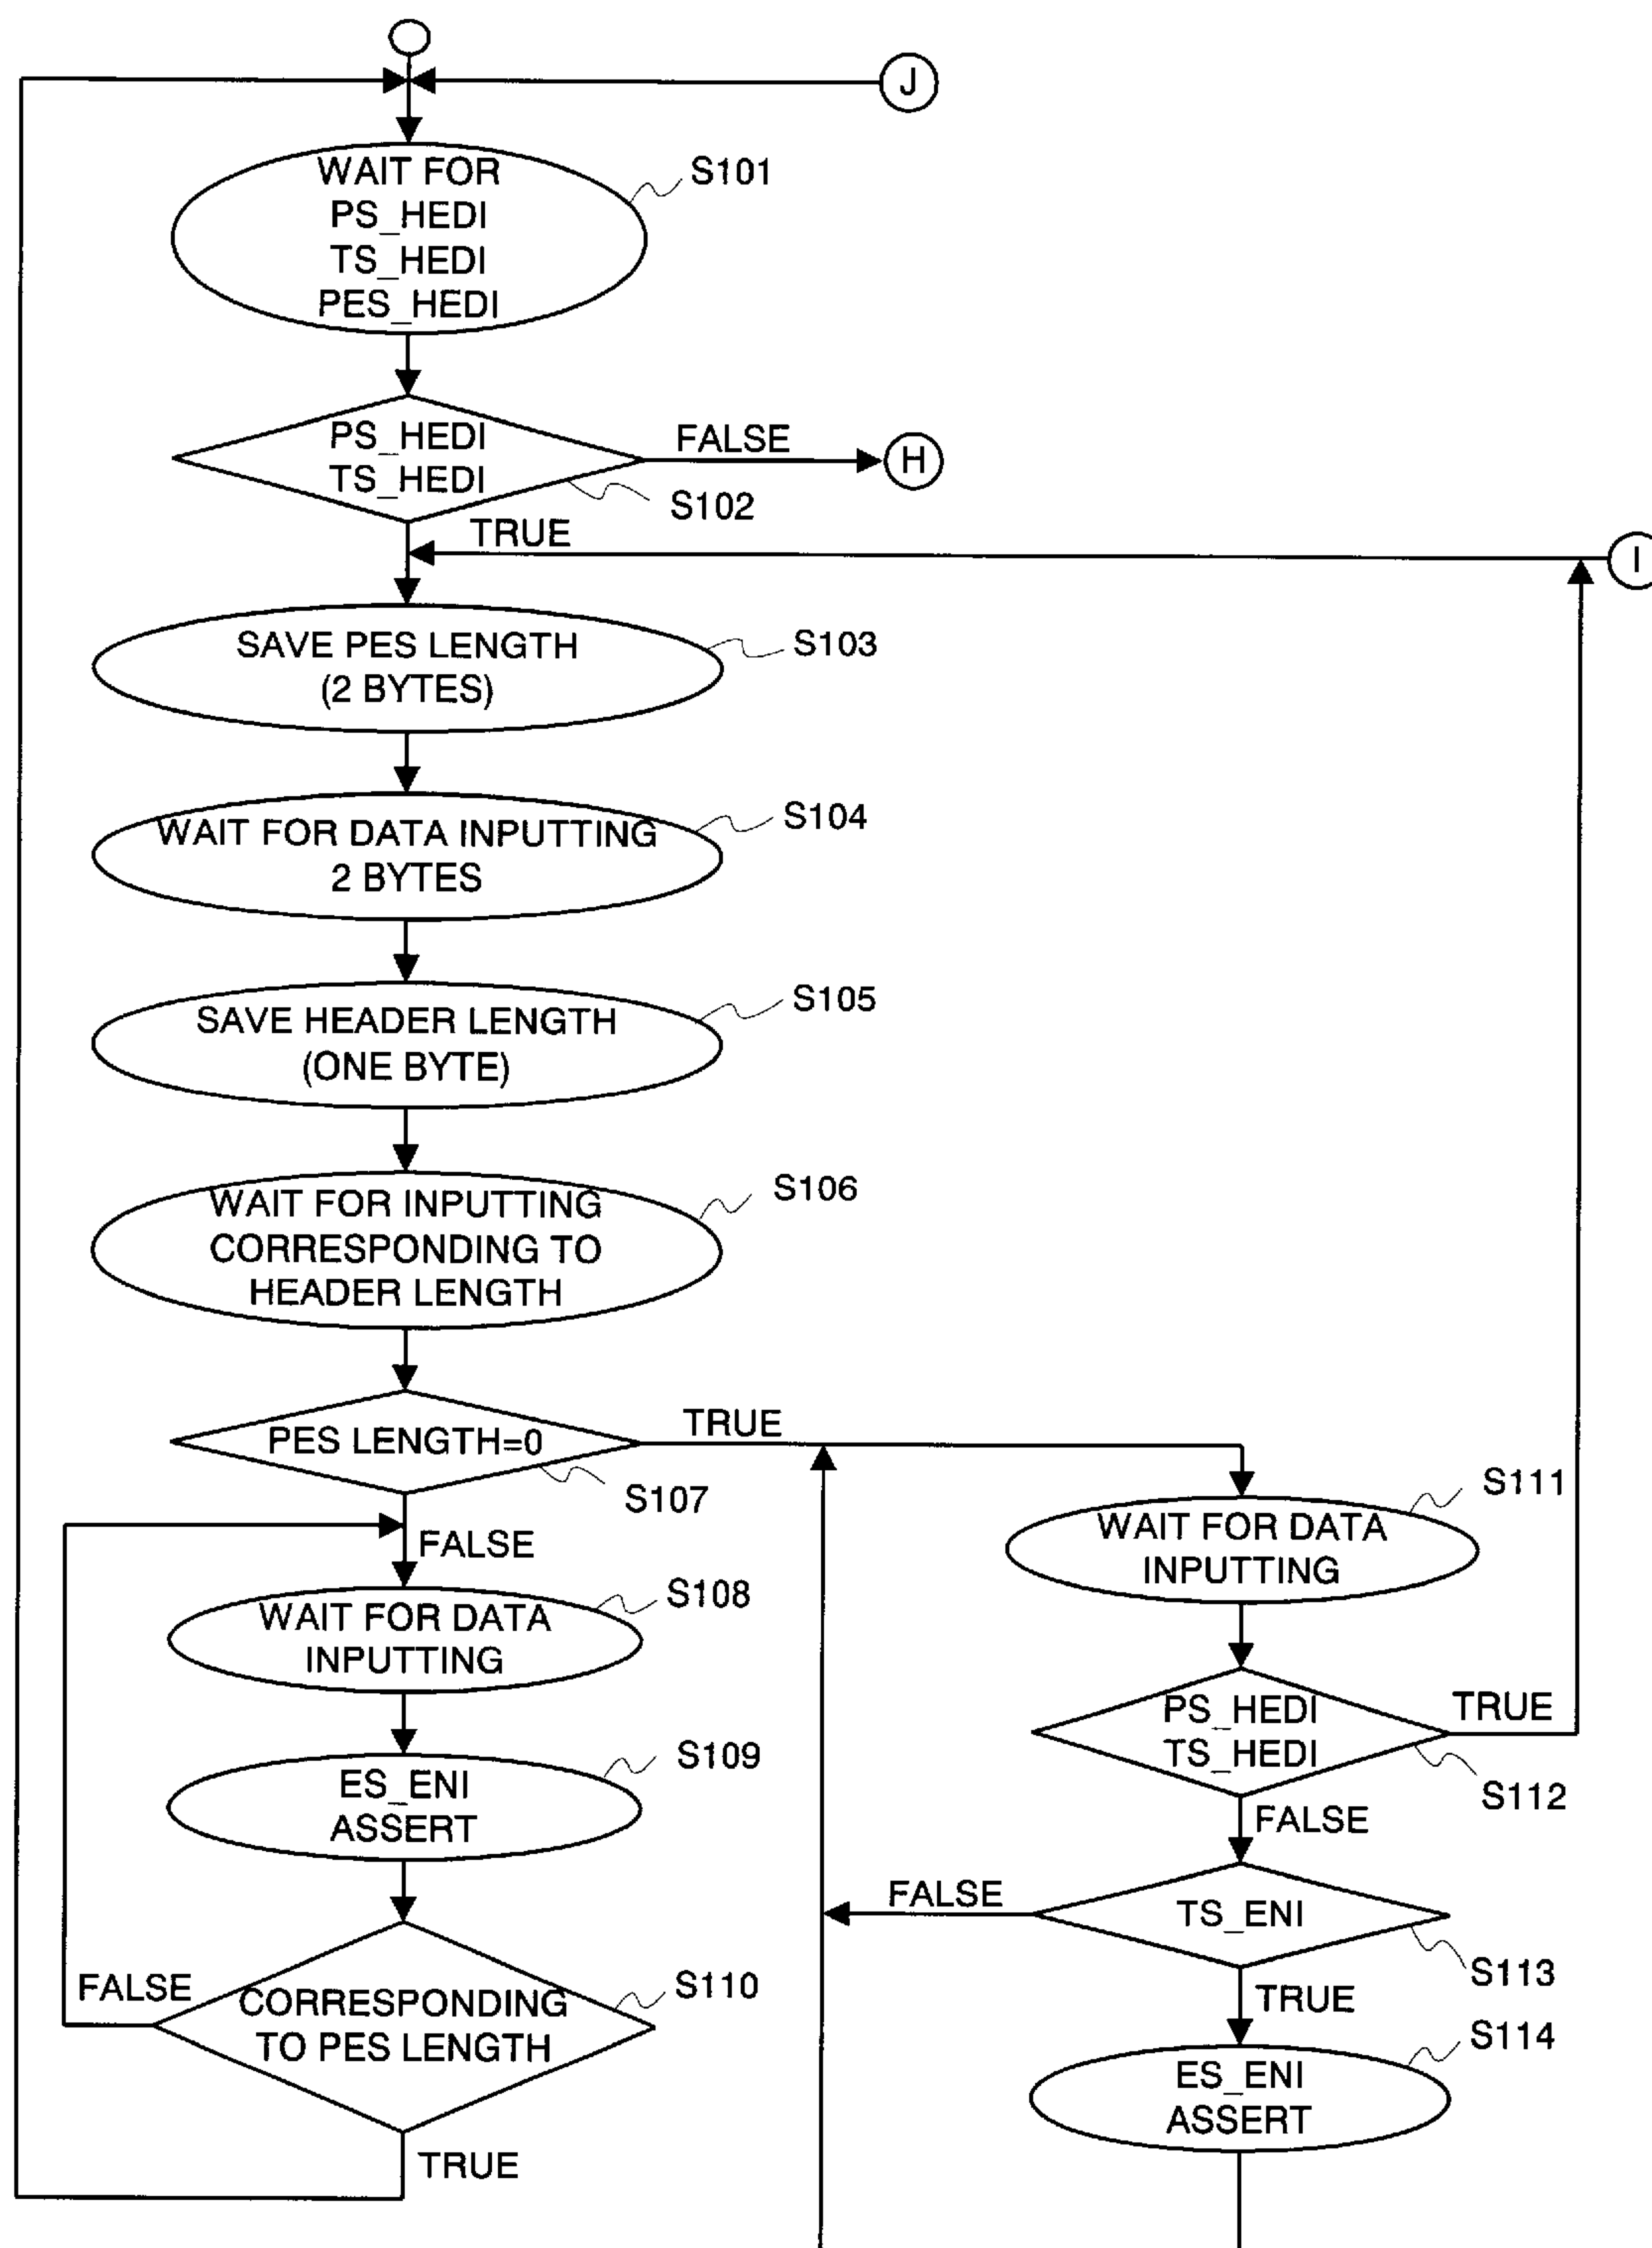 J
WAIT FOR
PS_HEDI
TS_HEDI
PES_HEDI
S101
PS_HEDI
TS_HEDI
FALSE
H
S102
TRUE
I
SAVE PES LENGTH
(2 BYTES)
S103
WAIT FOR DATA INPUTTING
2 BYTES
S104
SAVE HEADER LENGTH
(ONE BYTE)
S105
WAIT FOR INPUTTING
CORRESPONDING TO
HEADER LENGTH
S106
PES LENGTH=0
TRUE
S107
FALSE
WAIT FOR DATA
INPUTTING
S108
ES_ENI
ASSERT
S109
CORRESPONDING
TO PES LENGTH
S110
FALSE
TRUE
WAIT FOR DATA
INPUTTING
S111
PS_HEDI
TS_HEDI
TRUE
S112
FALSE
TS_ENI
FALSE
S113
TRUE
ES_ENI
ASSERT
S114